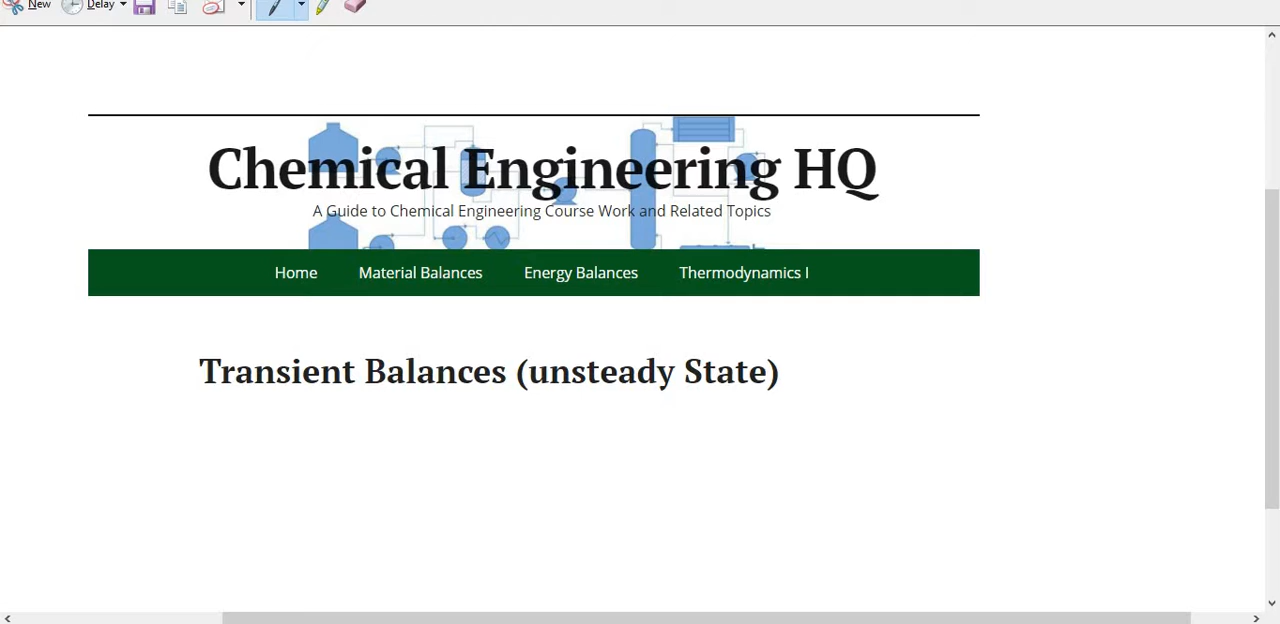 New Delay
Chemical Engineering HQ
A Guide to Chemical Engineering Course Work and Related Topics
Home Material Balances Energy Balances Thermodynamics I
Transient Balances (unsteady State)